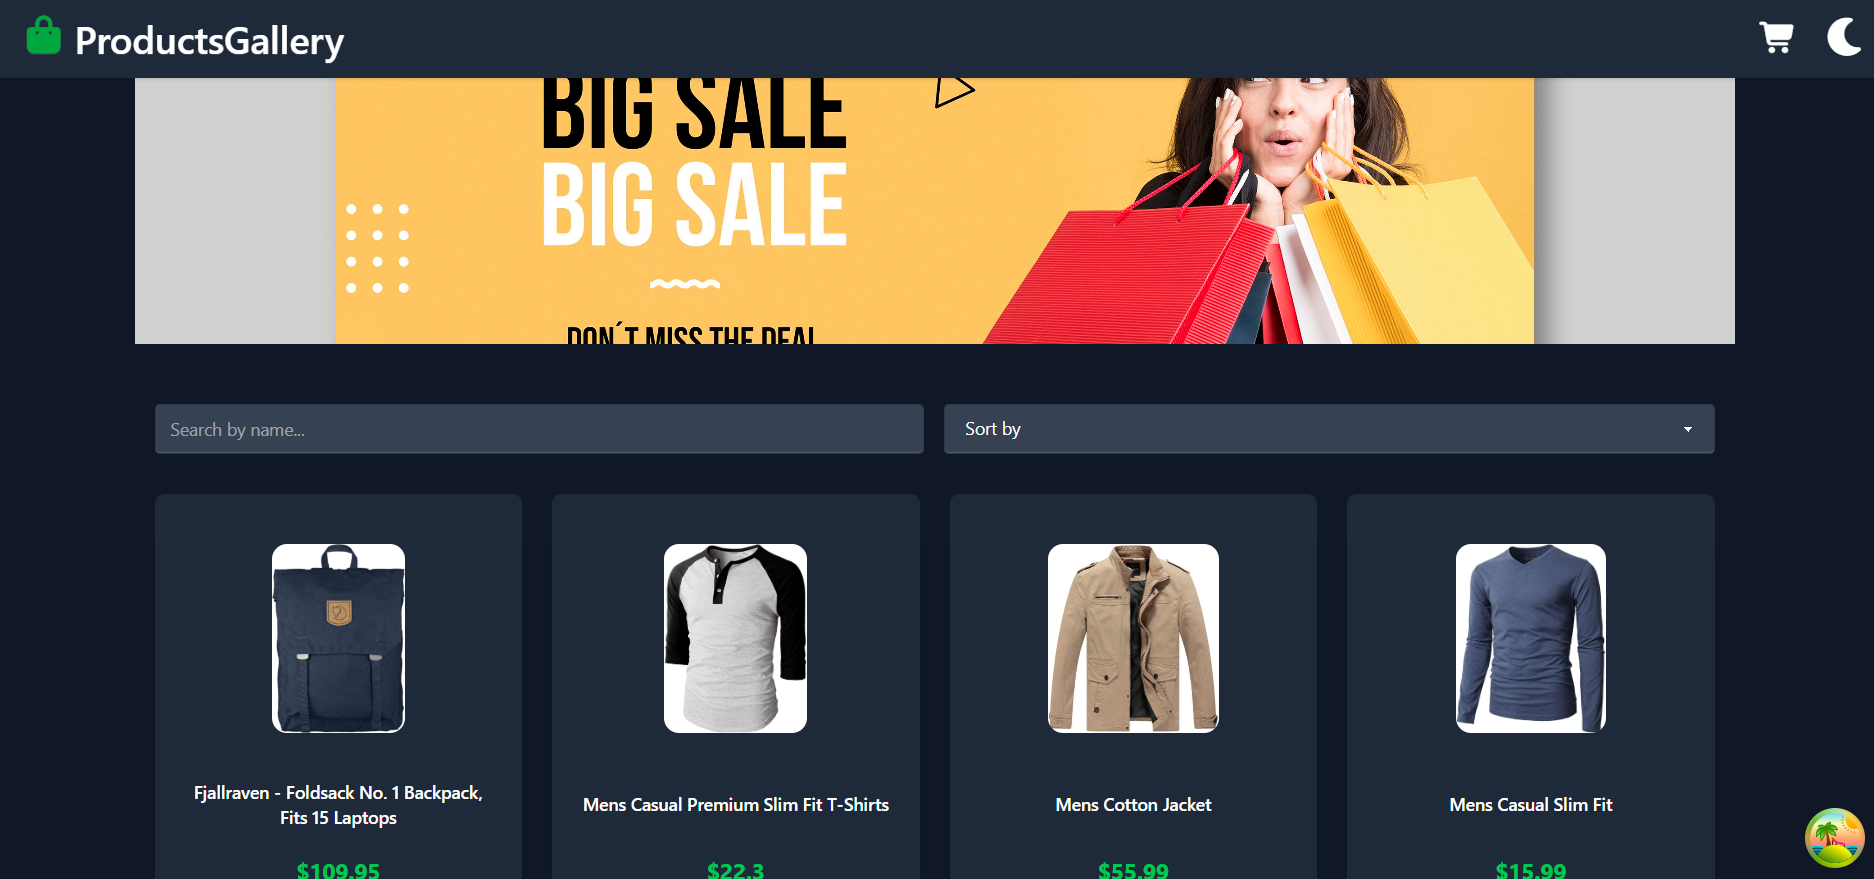 ProductsGallery
BIG SALE
BIG SALE
DON´T MISS THE DEAL
Search by name...
Sort by
Fjallraven - Foldsack No. 1 Backpack,
Fits 15 Laptops
Mens Casual Premium Slim Fit T-Shirts
Mens Cotton Jacket
Mens Casual Slim Fit
$109.95
$22.3
$55.99
$15.99